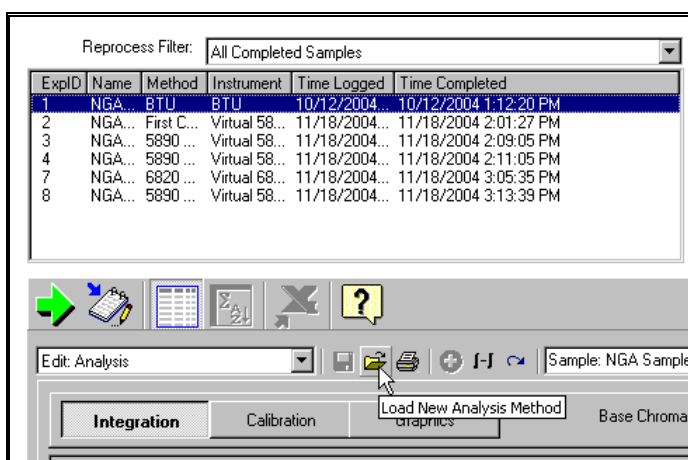 Reprocess Filter: All Completed Samples
ExpID Name Method Instrument Time Logged Time Completed
1 NGA... BTU BTU 10/12/2004... 10/12/2004 1:12:20 PM
2 NGA... First C... Virtual 58... 11/18/2004... 11/18/2004 2:01:27 PM
3 NGA... 5890 ... Virtual 58... 11/18/2004... 11/18/2004 2:09:05 PM
4 NGA... 5890 ... Virtual 58... 11/18/2004... 11/18/2004 2:11:05 PM
7 NGA... 6820 ... Virtual 68... 11/18/2004... 11/18/2004 3:05:35 PM
8 NGA... 5890 ... Virtual 58... 11/18/2004... 11/18/2004 3:13:39 PM
Edit: Analysis Sample: NGA Sample
Load New Analysis Method
Integration Calibration Graphics Base Chroma